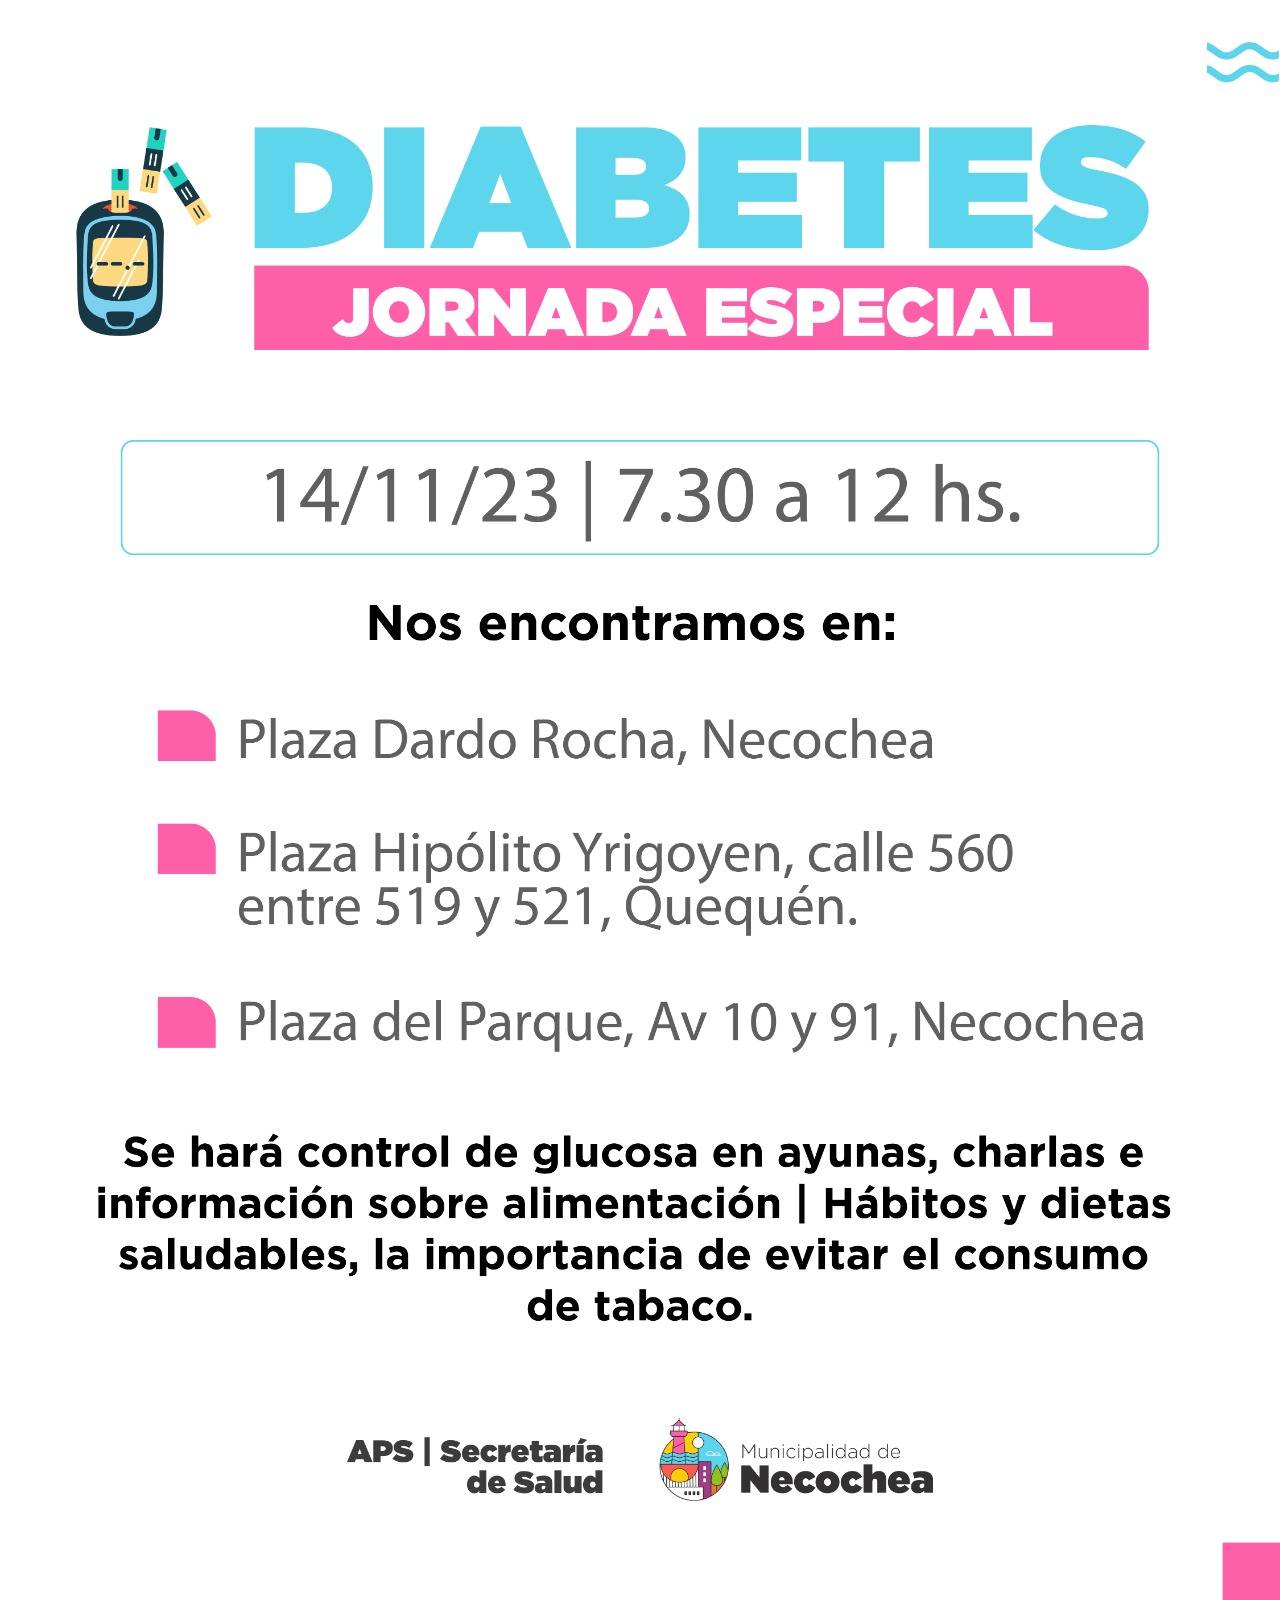 DIABETES
JORNADA ESPECIAL
14/11/23 | 7.30 a 12 hs.
Nos encontramos en:
Plaza Dardo Rocha, Necochea
Plaza Hipólito Yrigoyen, calle 560
entre 519 y 521, Quequén.
Plaza del Parque, Av 10 y 91, Necochea
Se hará control de glucosa en ayunas, charlas e
información sobre alimentación | Hábitos y dietas
saludables, la importancia de evitar el consumo
de tabaco.
APS | Secretaría
de Salud
Municipalidad de
Necochea